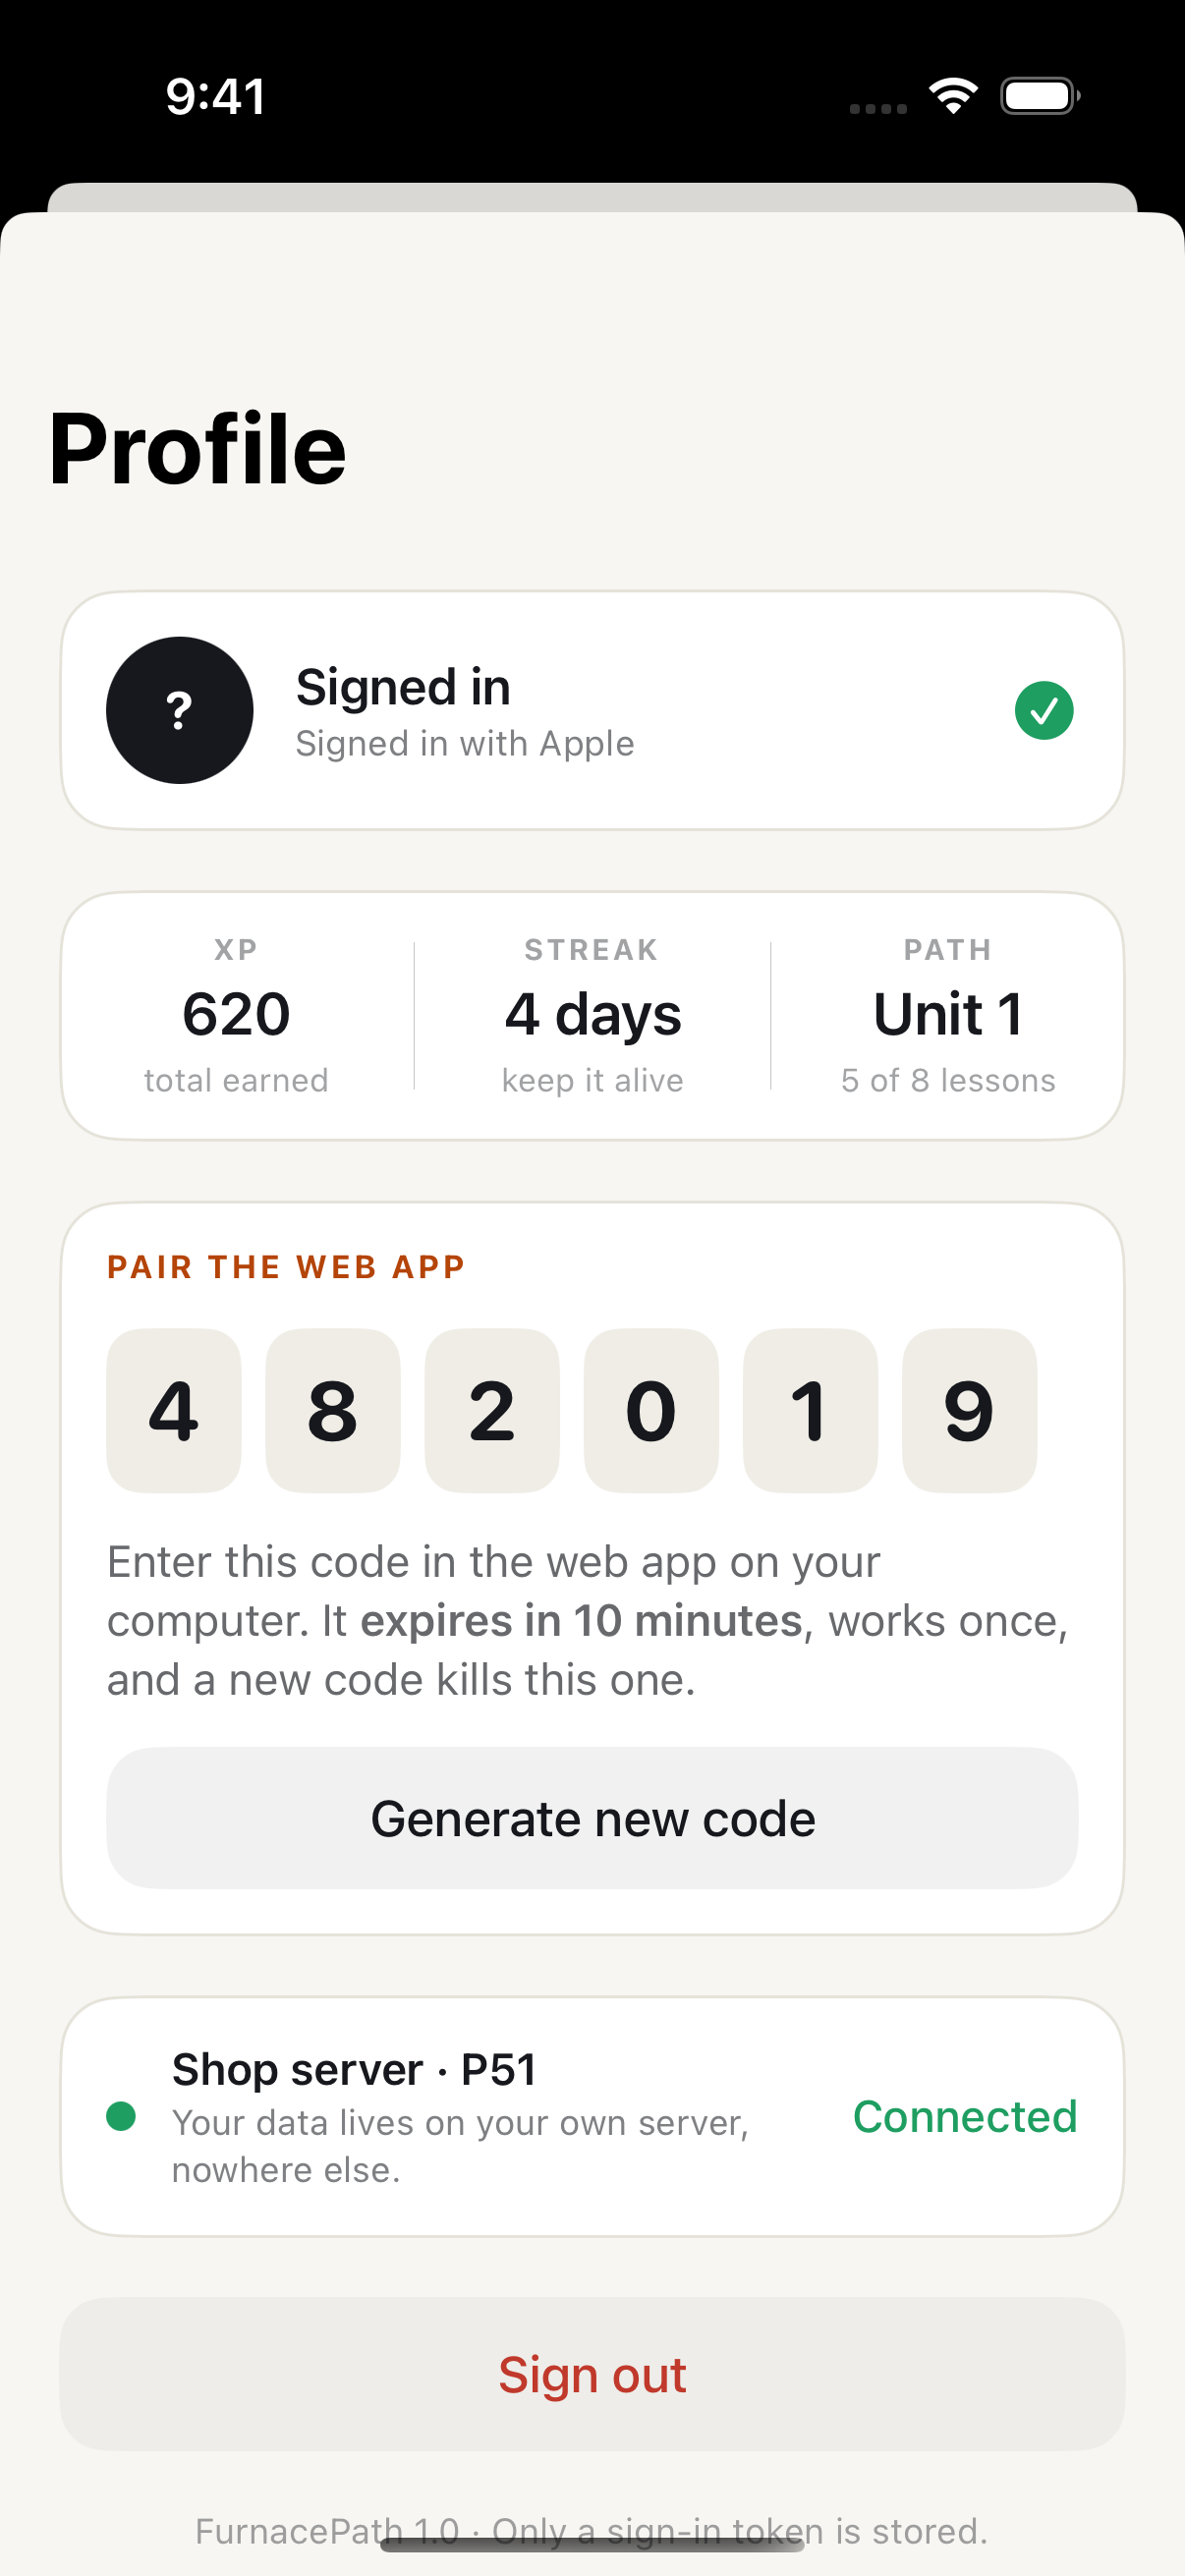 9:41
Profile
?
Signed in
Signed in with Apple
XP
620
total earned
STREAK
4 days
keep it alive
PATH
Unit 1
5 of 8 lessons
PAIR THE WEB APP
4 8 2 0 1 9
Enter this code in the web app on your
computer. It expires in 10 minutes, works once,
and a new code kills this one.
Generate new code
Shop server · P51
Your data lives on your own server,
nowhere else.
Connected
Sign out
FurnacePath 1.0 · Only a sign-in token is stored.